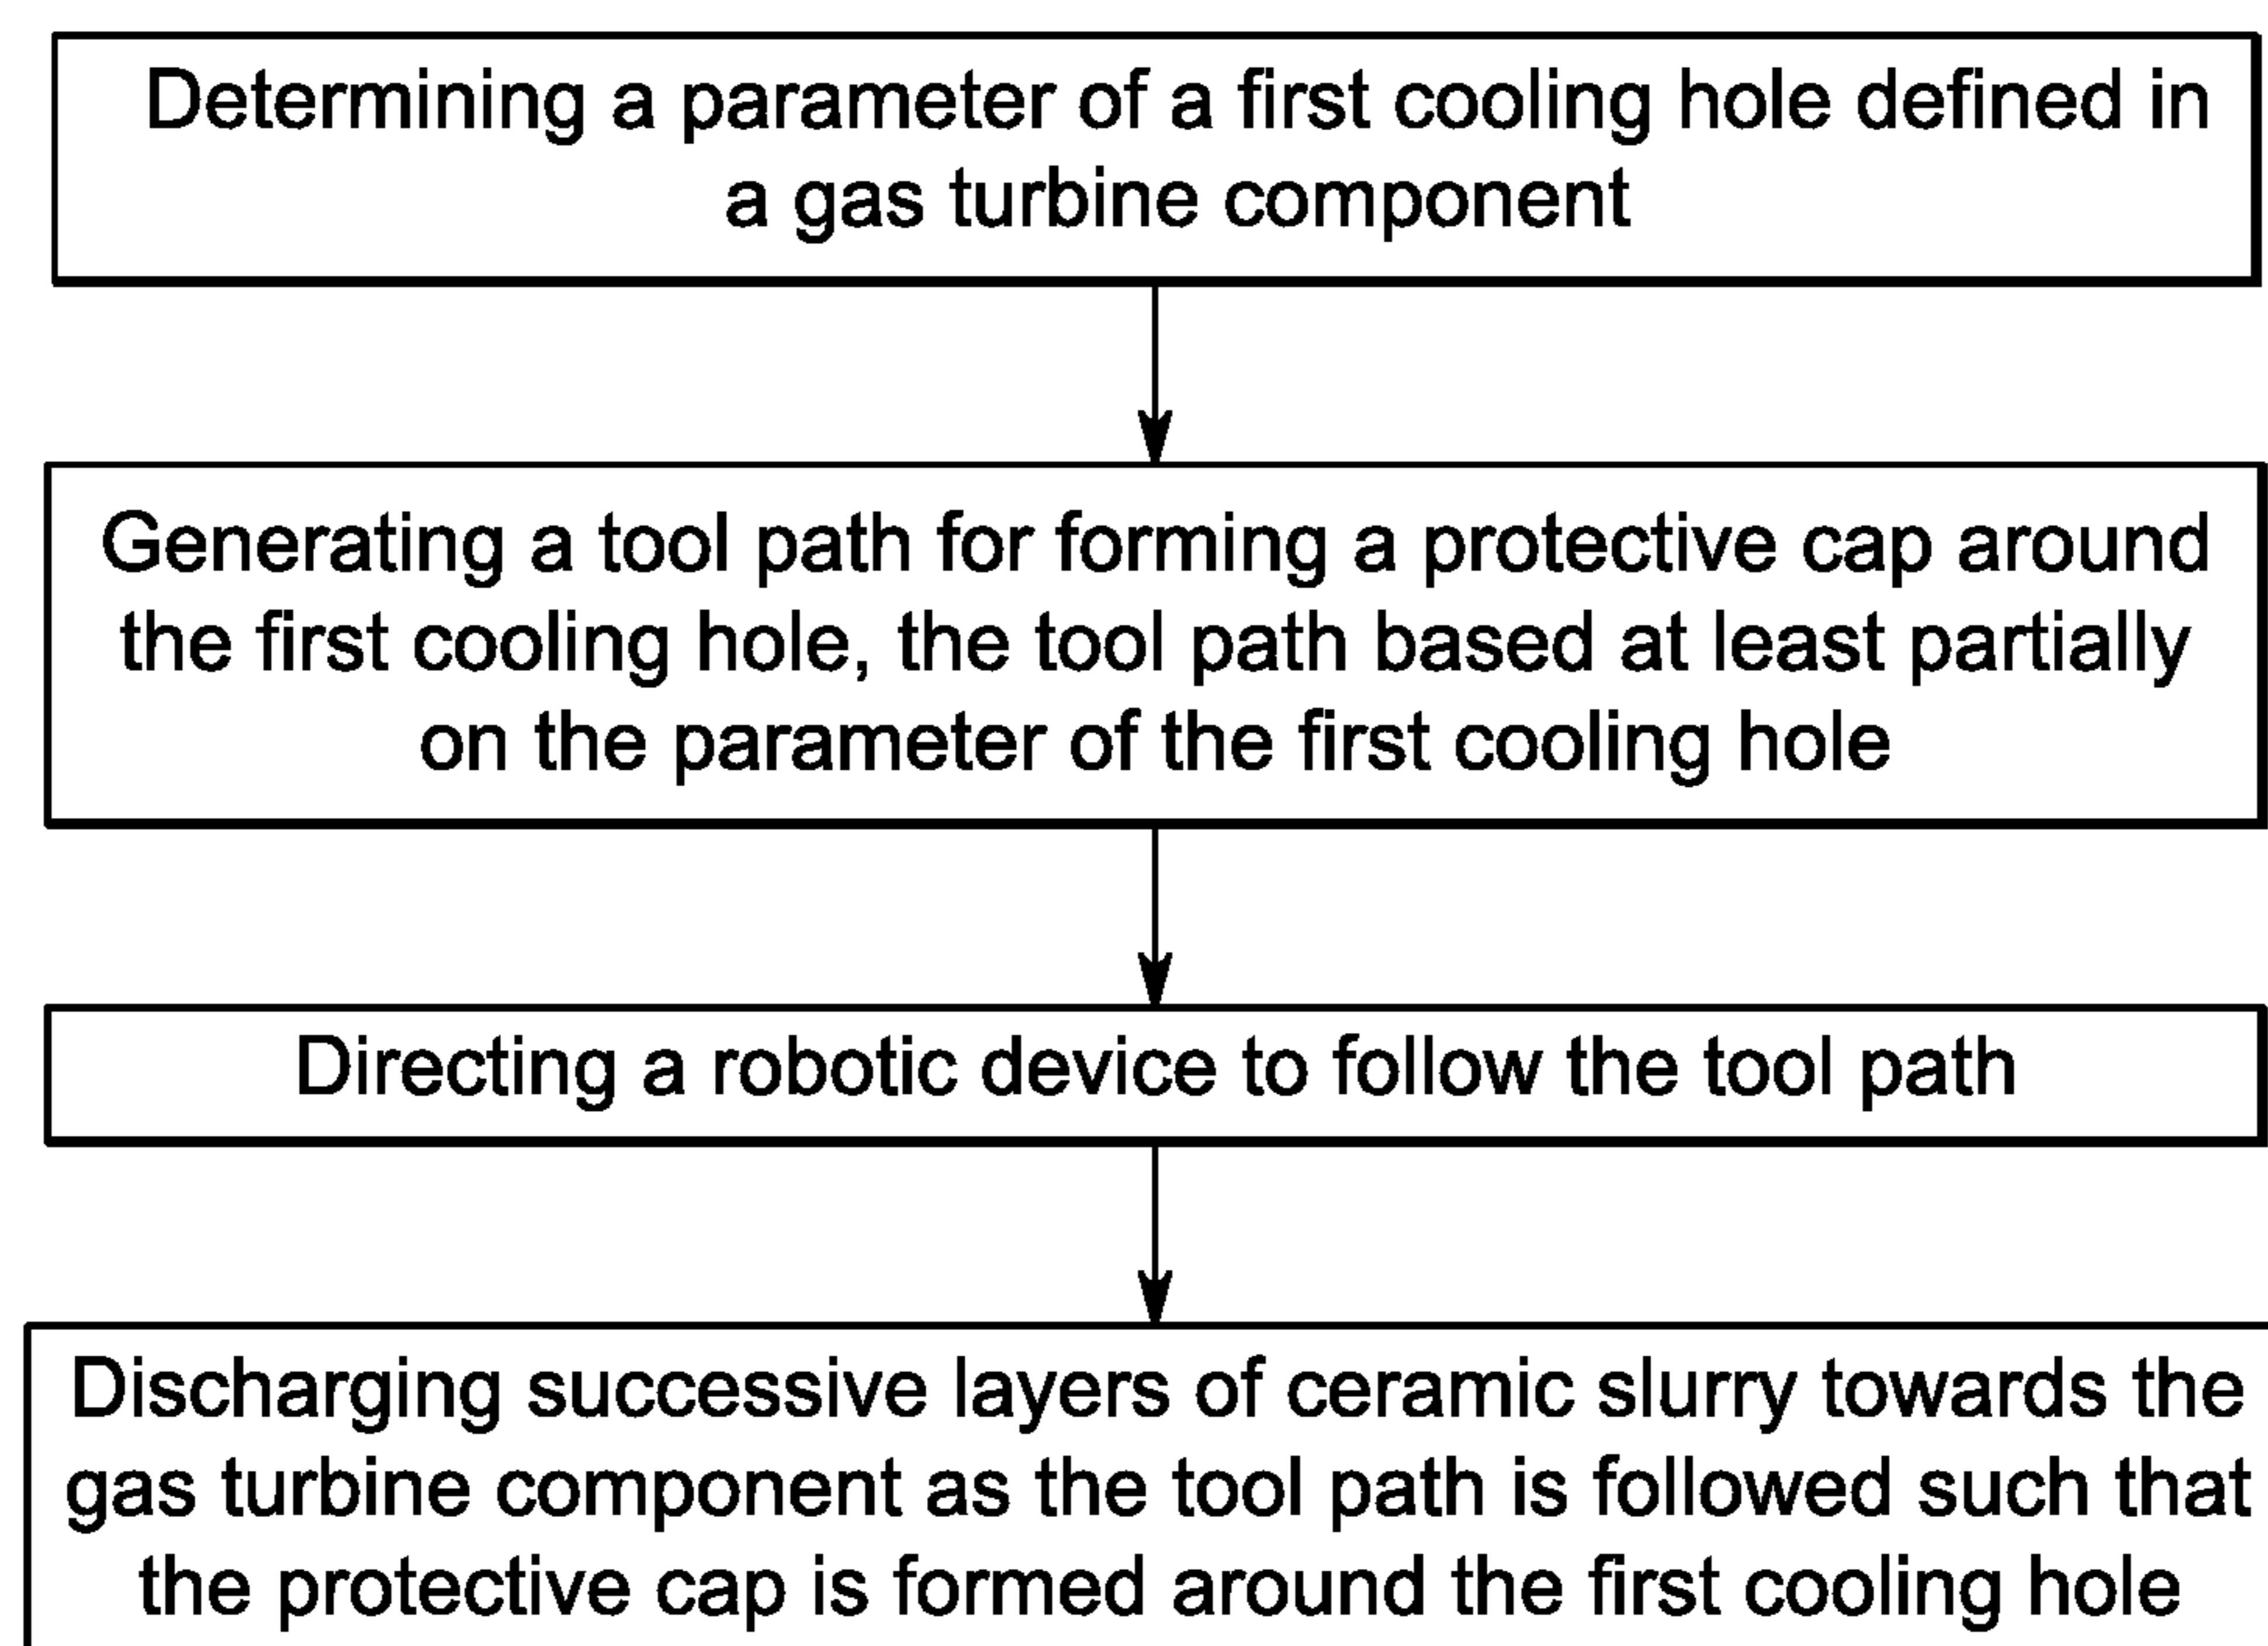 Determining a parameter of a first cooling hole defined in
a gas turbine component
Generating a tool path for forming a protective cap around
the first cooling hole, the tool path based at least partially
on the parameter of the first cooling hole
Directing a robotic device to follow the tool path
Discharging successive layers of ceramic slurry towards the
gas turbine component as the tool path is followed such that
the protective cap is formed around the first cooling hole